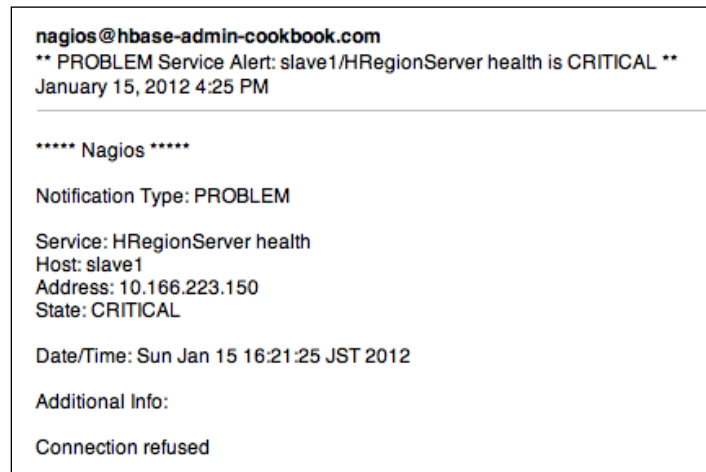 nagios@hbase-admin-cookbook.com
** PROBLEM Service Alert: slave1/HRegionServer health is CRITICAL **
January 15, 2012 4:25 PM
***** Nagios *****
Notification Type: PROBLEM
Service: HRegionServer health
Host: slave1
Address: 10.166.223.150
State: CRITICAL
Date/Time: Sun Jan 15 16:21:25 JST 2012
Additional Info:
Connection refused